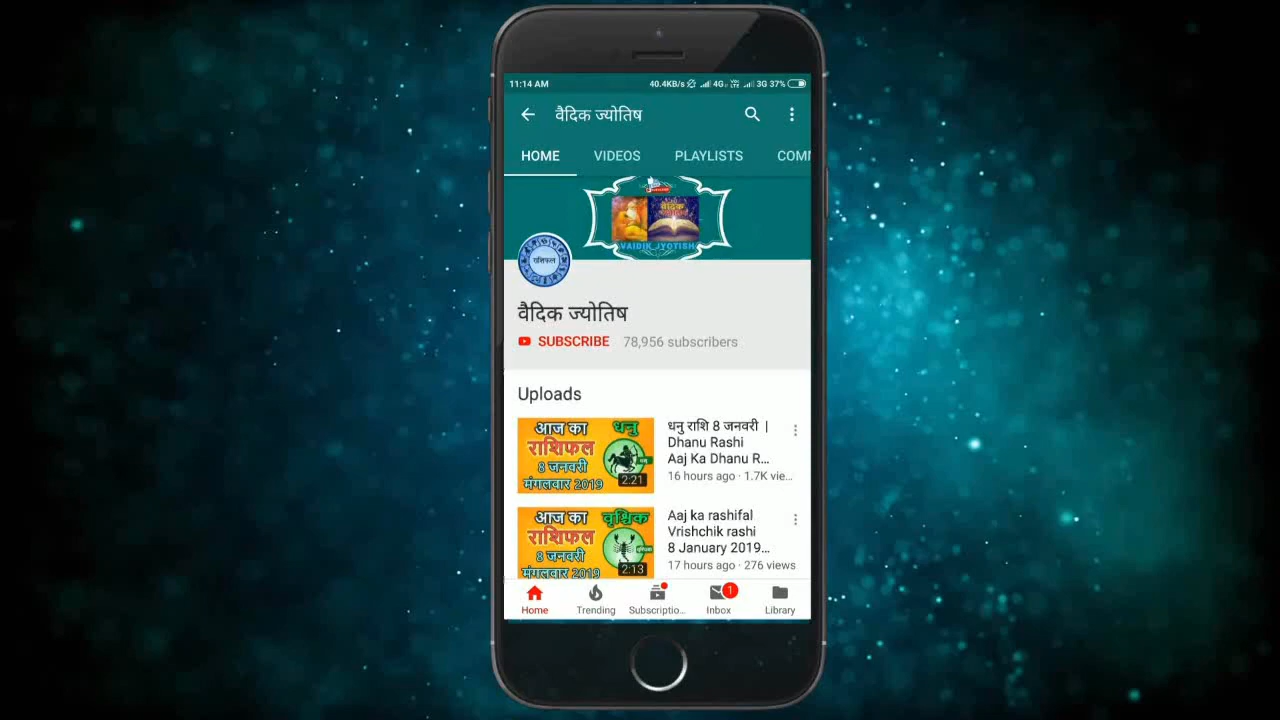 11:14 AM
40.4KB/s 4G 3G 37%
वैदिक ज्योतिष
HOME VIDEOS PLAYLISTS COMM
वैदिक
VAIDIK JYOTISH
राशिफल
वैदिक ज्योतिष
SUBSCRIBE 78,956 subscribers
Uploads
आज का धनु
राशिफल
8 जनवरी
मंगलवार 2019
2:21
धनु राशि 8 जनवरी |
Dhanu Rashi
Aaj Ka Dhanu R...
16 hours ago · 1.7K vie...
आज का वृश्चिक
राशिफल
8 जनवरी
मंगलवार 2019
2:13
Aaj ka rashifal
Vrishchik rashi
8 January 2019...
17 hours ago · 276 views
1
Home Trending Subscriptio... Inbox Library